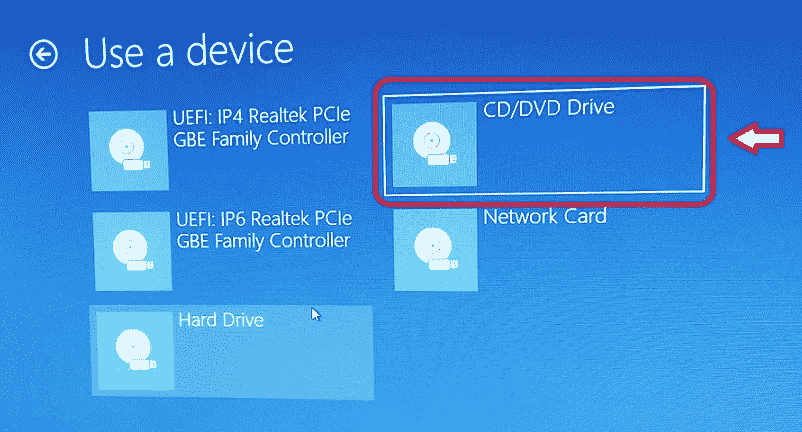 Use a device
UEFI: IP4 Realtek PCIe
GBE Family Controller
CD/DVD Drive
UEFI: IP6 Realtek PCIe
GBE Family Controller
Network Card
Hard Drive